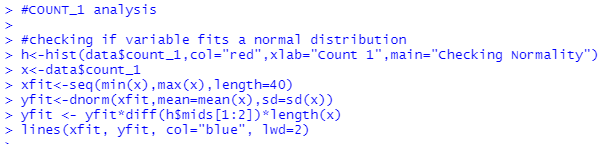 > #COUNT_1 analysis
>
> #checking if variable fits a normal distribution
> h<-hist(data$count_1,col="red",xlab="Count 1",main="Checking Normality")
> x<-data$count_1
> xfit<-seq(min(x),max(x),length=40)
> yfit<-dnorm(xfit,mean=mean(x),sd=sd(x))
> yfit <- yfit*diff(h$mids[1:2])*length(x)
> lines(xfit, yfit, col="blue", lwd=2)
>